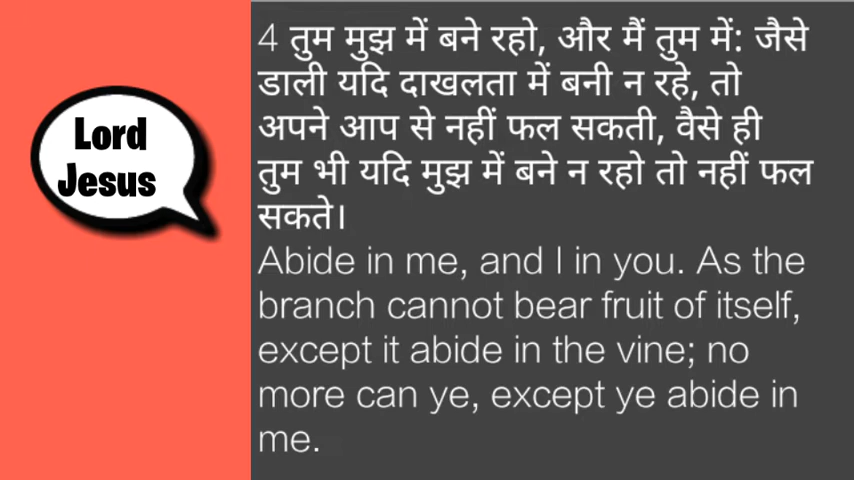 Lord
Jesus
4 तुम मुझ में बने रहो, और मैं तुम में: जैसे
डाली यदि दाखलता में बनी न रहे, तो
अपने आप से नहीं फल सकती, वैसे ही
तुम भी यदि मुझ में बने न रहो तो नहीं फल
सकते।
Abide in me, and I in you. As the
branch cannot bear fruit of itself,
except it abide in the vine; no
more can ye, except ye abide in
me.